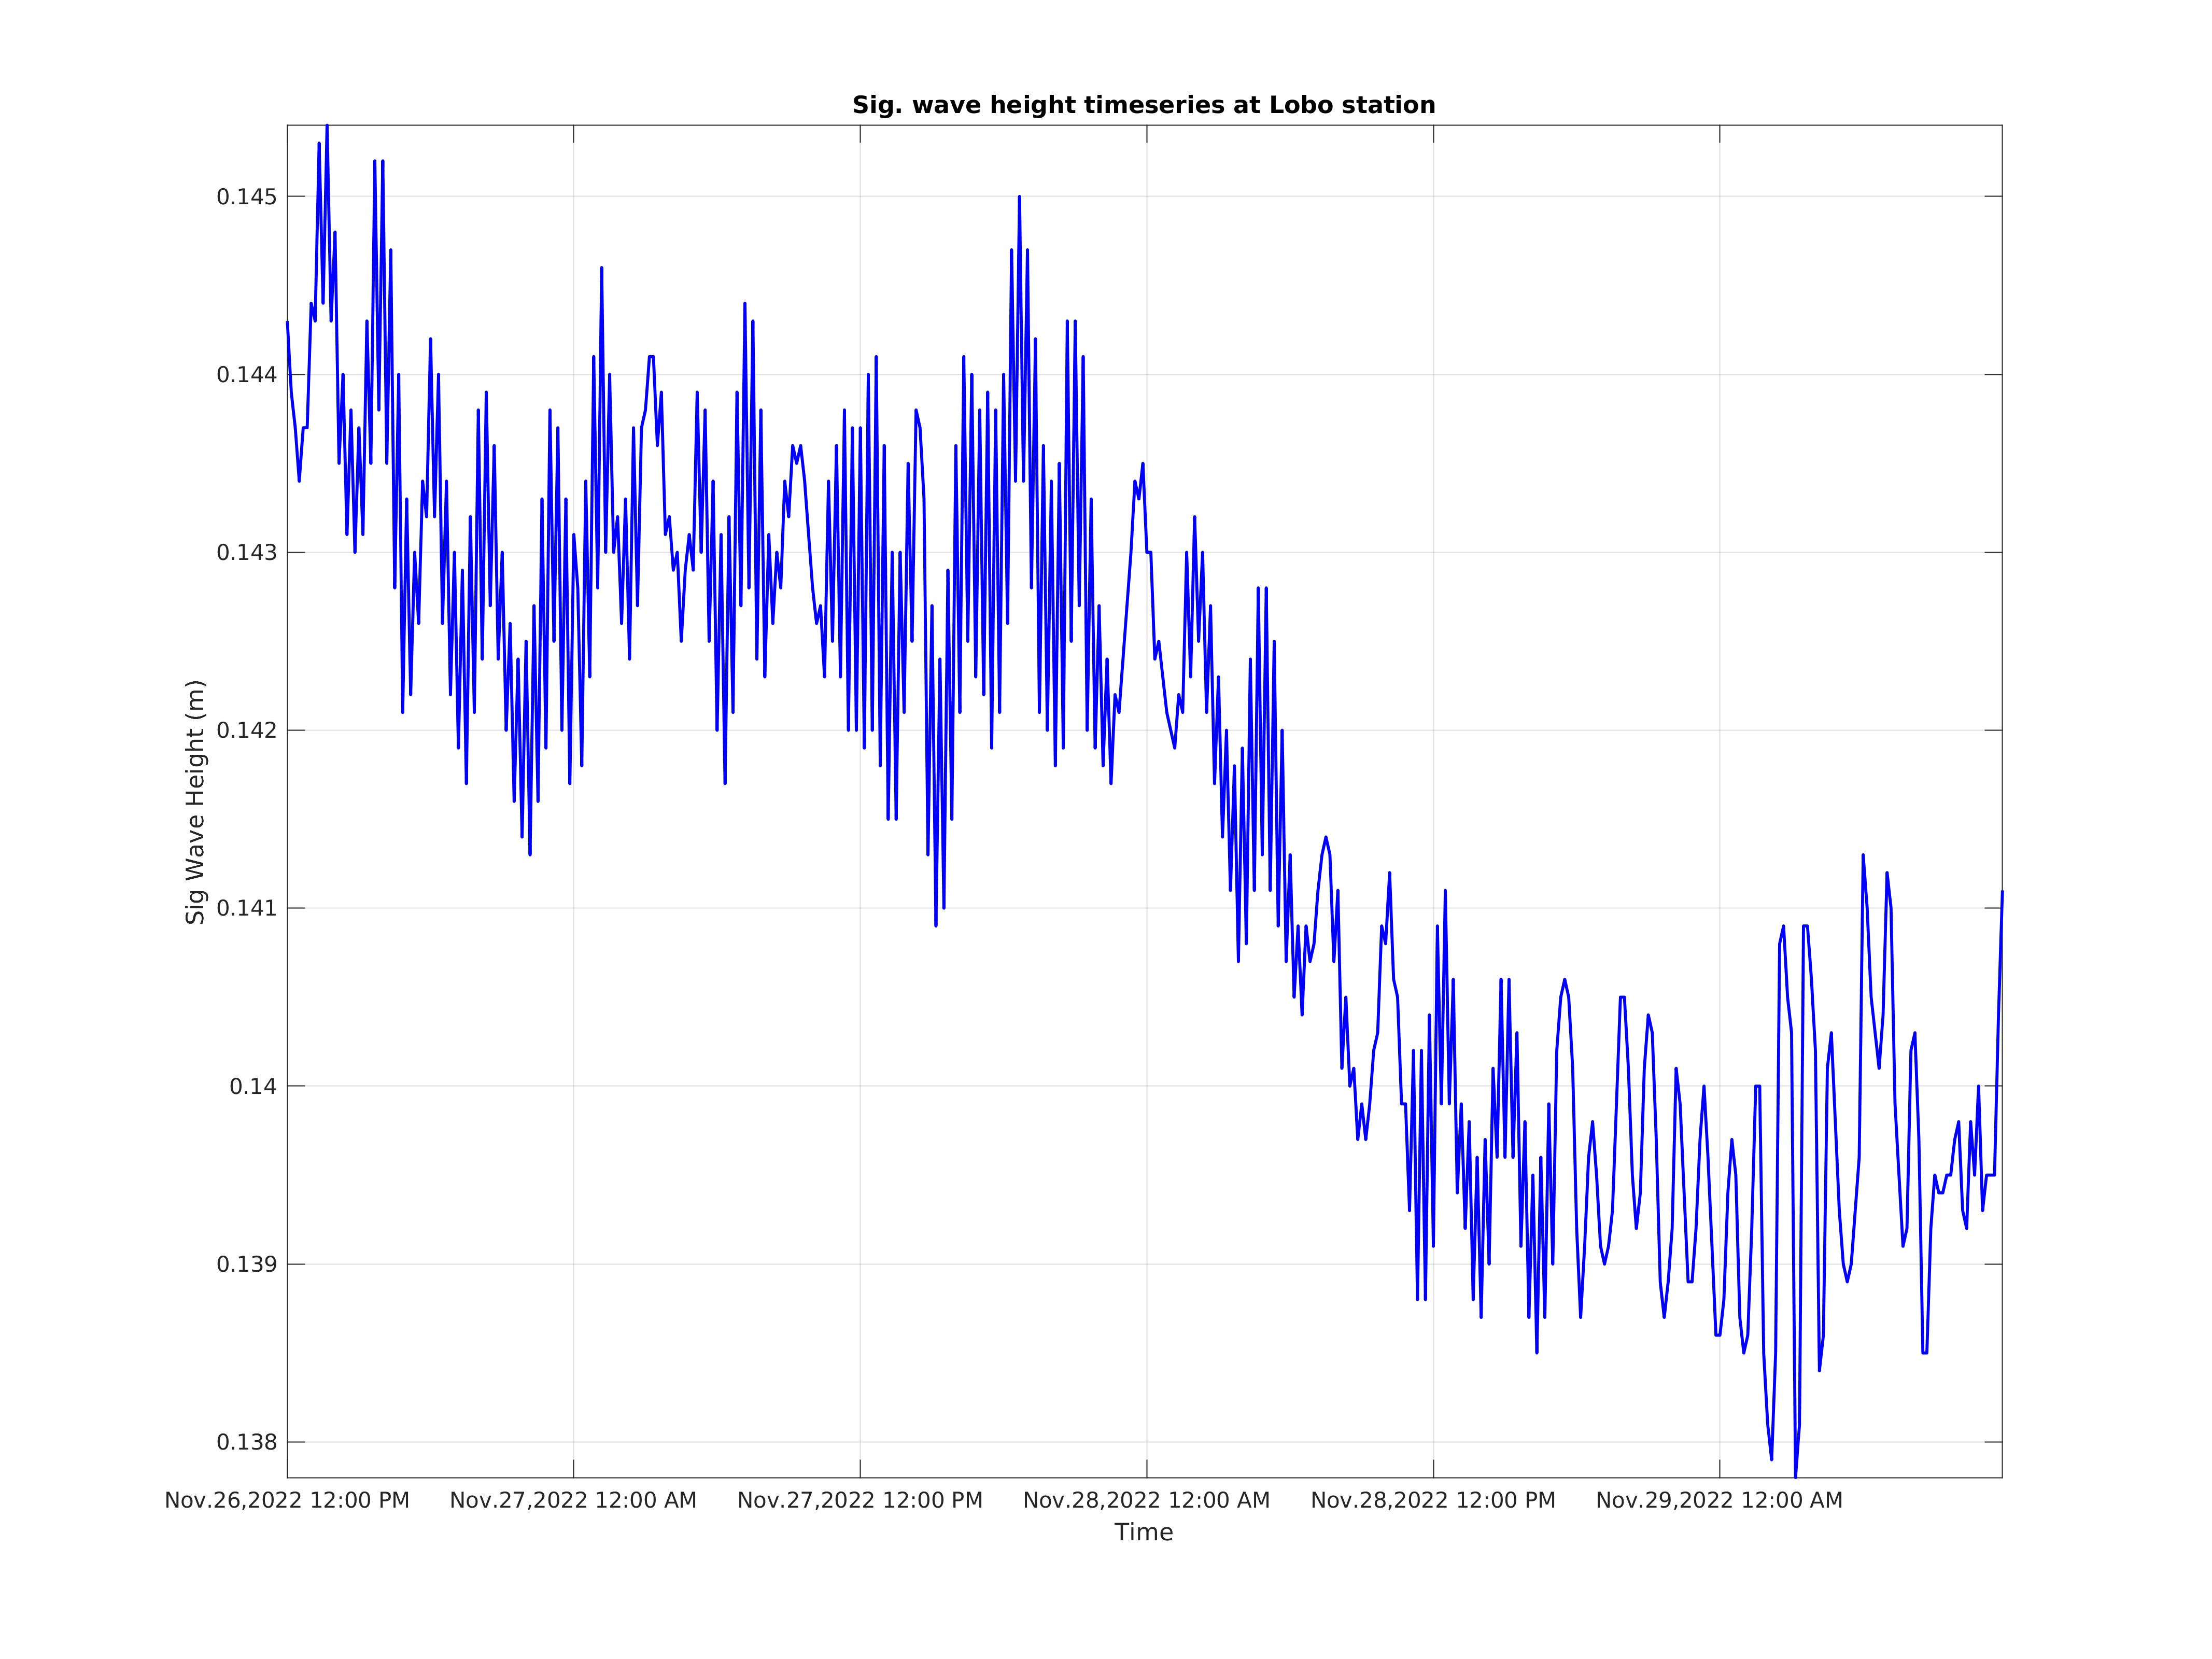 Sig. wave height timeseries at Lobo station
0.145
0.144
0.143
0.142
0.141
0.14
0.139
0.138
Sig Wave Height (m)
Nov.26,2022 12:00 PM Nov.27,2022 12:00 AM Nov.27,2022 12:00 PM Nov.28,2022 12:00 AM Nov.28,2022 12:00 PM Nov.29,2022 12:00 AM
Time